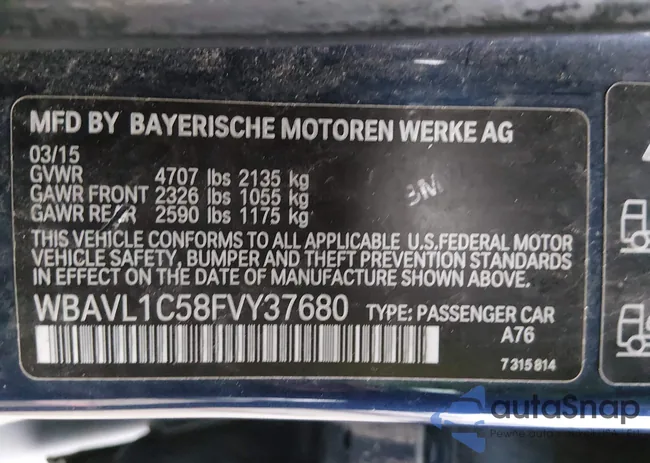 MFD BY BAYERISCHE MOTOREN WERKE AG
03/15
GVWR 4707 lbs 2135 kg
GAWR FRONT 2326 lbs 1055 kg
GAWR REAR 2590 lbs 1175 kg
3M
THIS VEHICLE CONFORMS TO ALL APPLICABLE U.S.FEDERAL MOTOR
VEHICLE SAFETY, BUMPER AND THEFT PREVENTION STANDARDS
IN EFFECT ON THE DATE OF MANUFACTURE SHOWN ABOVE.
WBAVL1C58FVY37680 TYPE: PASSENGER CAR
A76
7315814
autaSnap